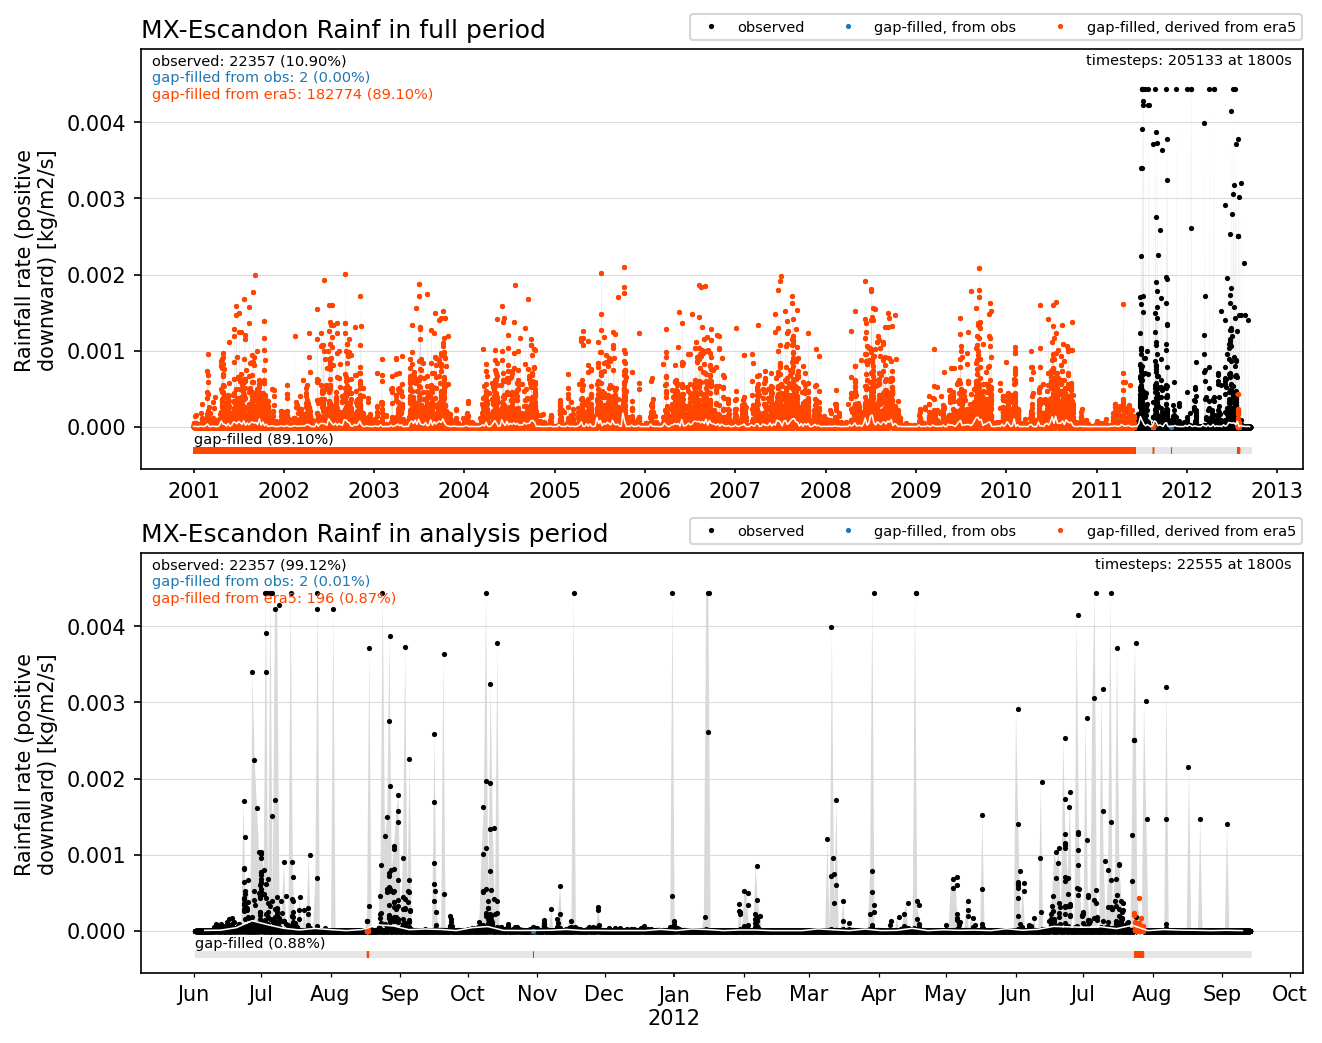 MX-Escandon Rainf in full period
observed
gap-filled, from obs
gap-filled, derived from era5
observed: 22357 (10.90%)
gap-filled from obs: 2 (0.00%)
gap-filled from era5: 182774 (89.10%)
timesteps: 205133 at 1800s
Rainfall rate (positive
downward) [kg/m2/s]
0.004
0.003
0.002
0.001
0.000
gap-filled (89.10%)
2001 2002 2003 2004 2005 2006 2007 2008 2009 2010 2011 2012 2013
MX-Escandon Rainf in analysis period
observed
gap-filled, from obs
gap-filled, derived from era5
observed: 22357 (99.12%)
gap-filled from obs: 2 (0.01%)
gap-filled from era5: 196 (0.87%)
timesteps: 22555 at 1800s
Rainfall rate (positive
downward) [kg/m2/s]
0.004
0.003
0.002
0.001
0.000
gap-filled (0.88%)
Jun Jul Aug Sep Oct Nov Dec Jan Feb Mar Apr May Jun Jul Aug Sep Oct
2012